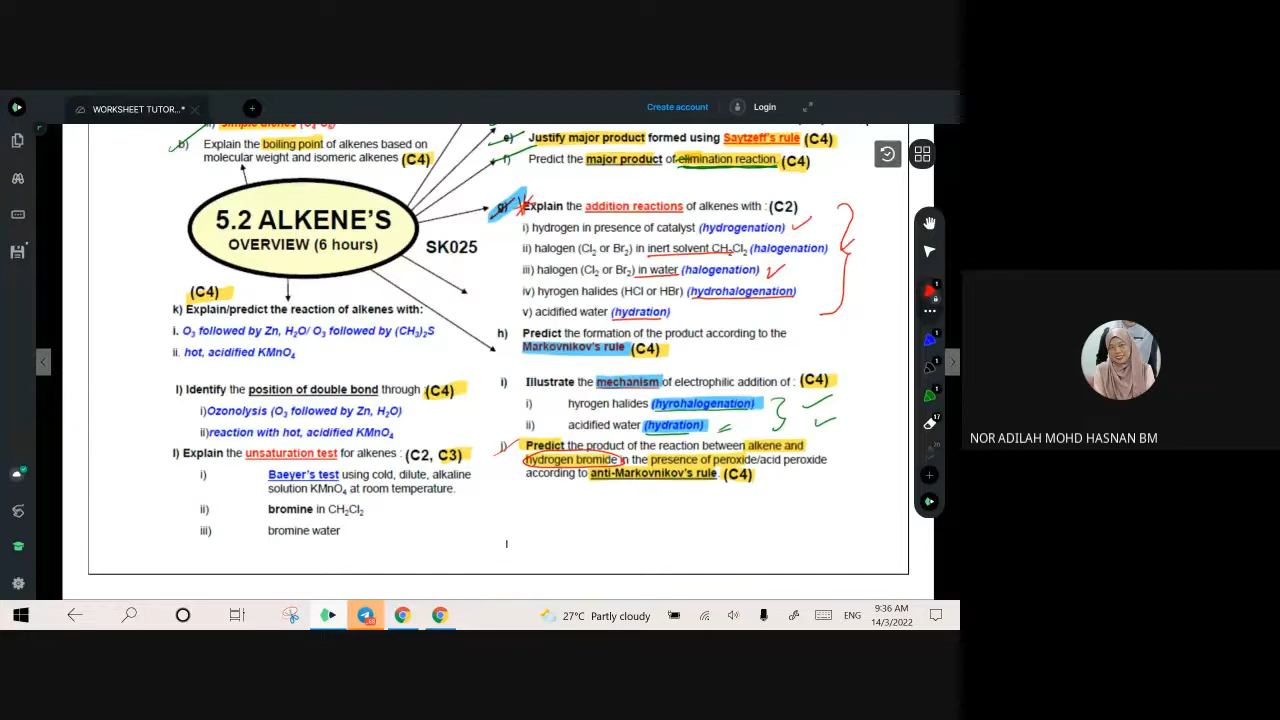 WORKSHEET TUTOR...*
Create account
Login
b) Explain the boiling point of alkenes based on
molecular weight and isomeric alkenes (C4)
5.2 ALKENE'S
OVERVIEW (6 hours)
SK025
(C4)
k) Explain/predict the reaction of alkenes with:
i. O3 followed by Zn, H2O/ O3 followed by (CH3)2S
ii. hot, acidified KMnO4
l) Identify the position of double bond through : (C4)
i)Ozonolysis (O3 followed by Zn, H2O)
ii)reaction with hot, acidified KMnO4
l) Explain the unsaturation test for alkenes : (C2, C3)
i) Baeyer's test using cold, dilute, alkaline
solution KMnO4 at room temperature.
ii) bromine in CH2Cl2
iii) bromine water
e) Justify major product formed using Saytzeff's rule (C4)
f) Predict the major product of elimination reaction. (C4)
g) Explain the addition reactions of alkenes with : (C2)
i) hydrogen in presence of catalyst (hydrogenation)
ii) halogen (Cl2 or Br2) in inert solvent CH2Cl2 (halogenation)
iii) halogen (Cl2 or Br2) in water (halogenation)
iv) hyrogen halides (HCl or HBr) (hydrohalogenation)
v) acidified water (hydration)
h) Predict the formation of the product according to the
Markovnikov's rule (C4)
i) Illustrate the mechanism of electrophilic addition of : (C4)
i) hyrogen halides (hyrohalogenation)
ii) acidified water (hydration)
j) Predict the product of the reaction between alkene and
hydrogen bromide in the presence of peroxide/acid peroxide
according to anti-Markovnikov's rule. (C4)
NOR ADILAH MOHD HASNAN BM
27°C Partly cloudy
ENG
9:36 AM
14/3/2022